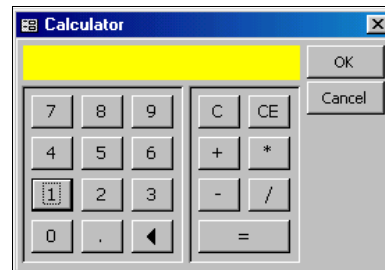 Calculator
OK
Cancel
7 8 9 C CE
4 5 6 + *
1 2 3 - /
0 . =